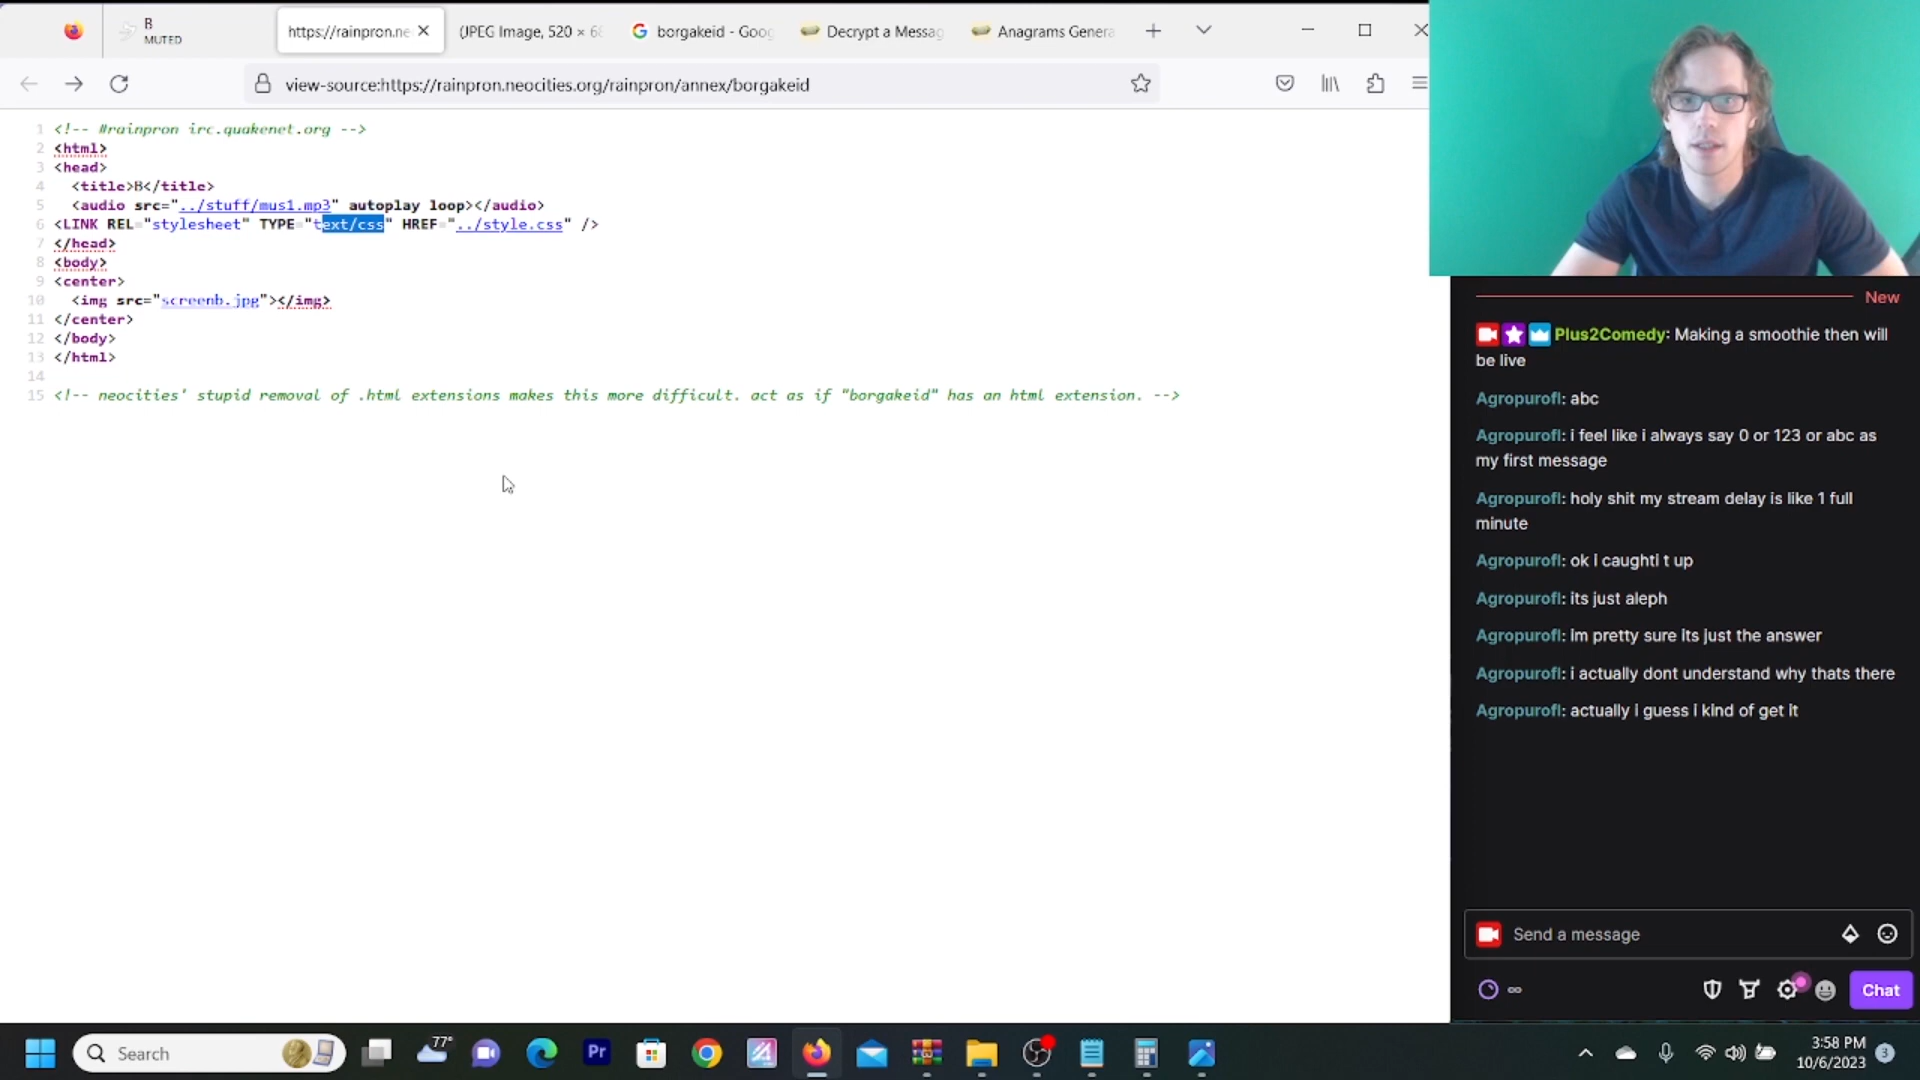 B
MUTED
https://rainpron.ne
(JPEG Image, 520 × 6
borgakeid - Goog
Decrypt a Messag
Anagrams Genera
view-source:https://rainpron.neocities.org/rainpron/annex/borgakeid
1 <!-- #rainpron irc.quakenet.org -->
2 <html>
3 <head>
4 <title>B</title>
5 <audio src="../stuff/mus1.mp3" autoplay loop></audio>
6 <LINK REL="stylesheet" TYPE="text/css" HREF="../style.css" />
7 </head>
8 <body>
9 <center>
10 <img src="screenb.jpg"></img>
11 </center>
12 </body>
13 </html>
14
15 <!-- neocities' stupid removal of .html extensions makes this more difficult. act as if "borgakeid" has an html extension. -->
New
Plus2Comedy: Making a smoothie then will
be live
Agropurofl: abc
Agropurofl: i feel like i always say 0 or 123 or abc as
my first message
Agropurofl: holy shit my stream delay is like 1 full
minute
Agropurofl: ok i caughti t up
Agropurofl: its just aleph
Agropurofl: im pretty sure its just the answer
Agropurofl: i actually dont understand why thats there
Agropurofl: actually i guess i kind of get it
Send a message
Chat
Search
77°
Pr
3:58 PM
10/6/2023
3